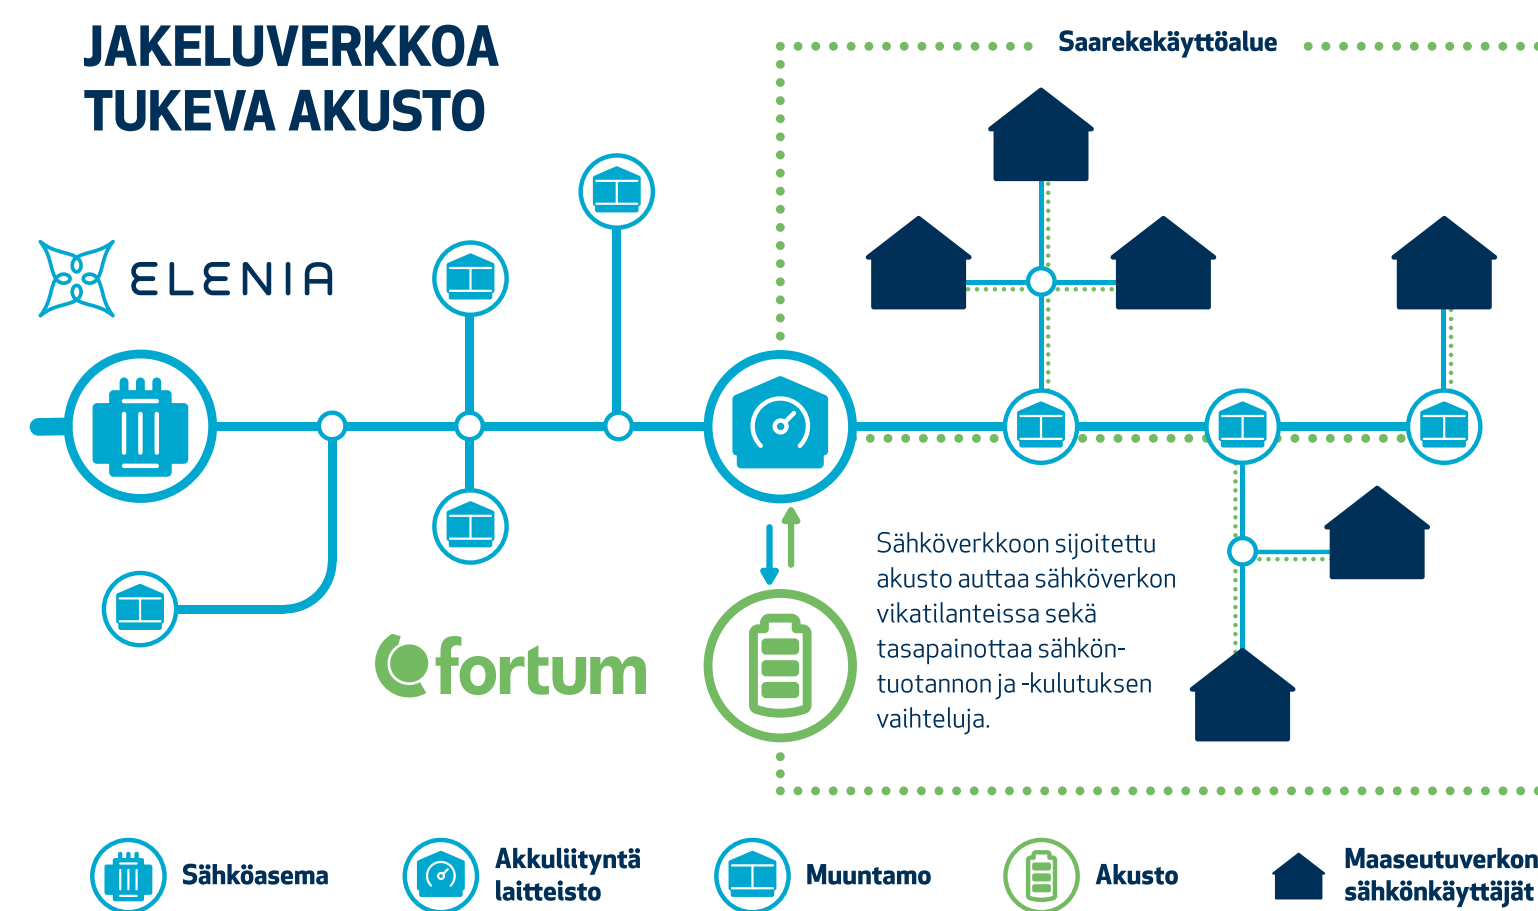 JAKELUVERKKOA
TUKEVA AKUSTO
Saarekekäyttöalue
ELENIA
fortum
Sähköverkkoon sijoitettu
akusto auttaa sähköverkon
vikatilanteissa sekä
tasapainottaa sähkön-
tuotannon ja -kulutuksen
vaihteluja.
Sähköasema
Akkuliityntä
laitteisto
Muuntamo
Akusto
Maaseutuverkon
sähkönkäyttäjät